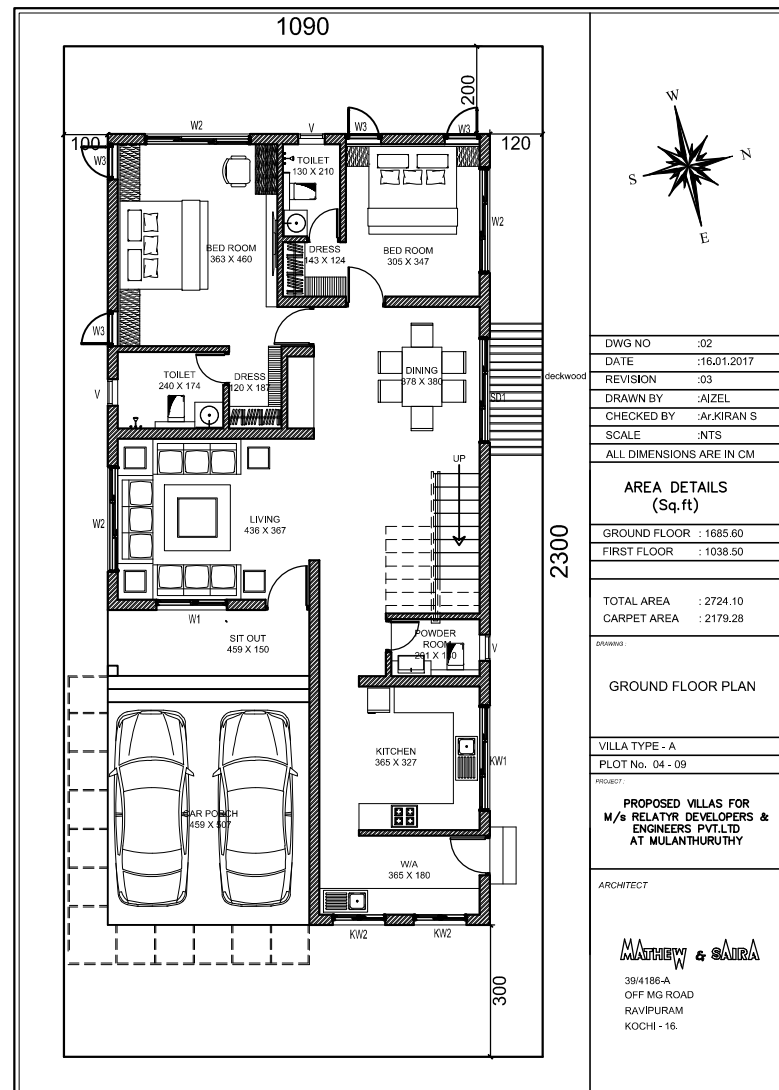 1090
200
100
120
W2
V
W3
W3
W3
TOILET
130 X 210
BED ROOM
363 X 460
DRESS
143 X 124
BED ROOM
305 X 347
W2
W3
V
TOILET
240 X 174
DRESS
120 X 187
DINING
378 X 380
SD1
deckwood
UP
W2
LIVING
436 X 367
2300
W1
SIT OUT
459 X 150
POWDER
ROOM
V
KITCHEN
365 X 327
KW1
CAR PORCH
459 X 507
W/A
365 X 180
KW2
KW2
300
W
N
S
E
DWG NO :02
DATE :16.01.2017
REVISION :03
DRAWN BY :AIZEL
CHECKED BY :Ar.KIRAN S
SCALE :NTS
ALL DIMENSIONS ARE IN CM
AREA DETAILS
(Sq.ft)
GROUND FLOOR : 1685.60
FIRST FLOOR : 1038.50
TOTAL AREA : 2724.10
CARPET AREA : 2179.28
DRAWING :
GROUND FLOOR PLAN
VILLA TYPE - A
PLOT No. 04 - 09
PROJECT :
PROPOSED VILLAS FOR
M/s RELATYR DEVELOPERS &
ENGINEERS PVT.LTD
AT MULANTHURUTHY
ARCHITECT
MATHEW & SAIRA
39/4186-A
OFF MG ROAD
RAVIPURAM
KOCHI - 16.